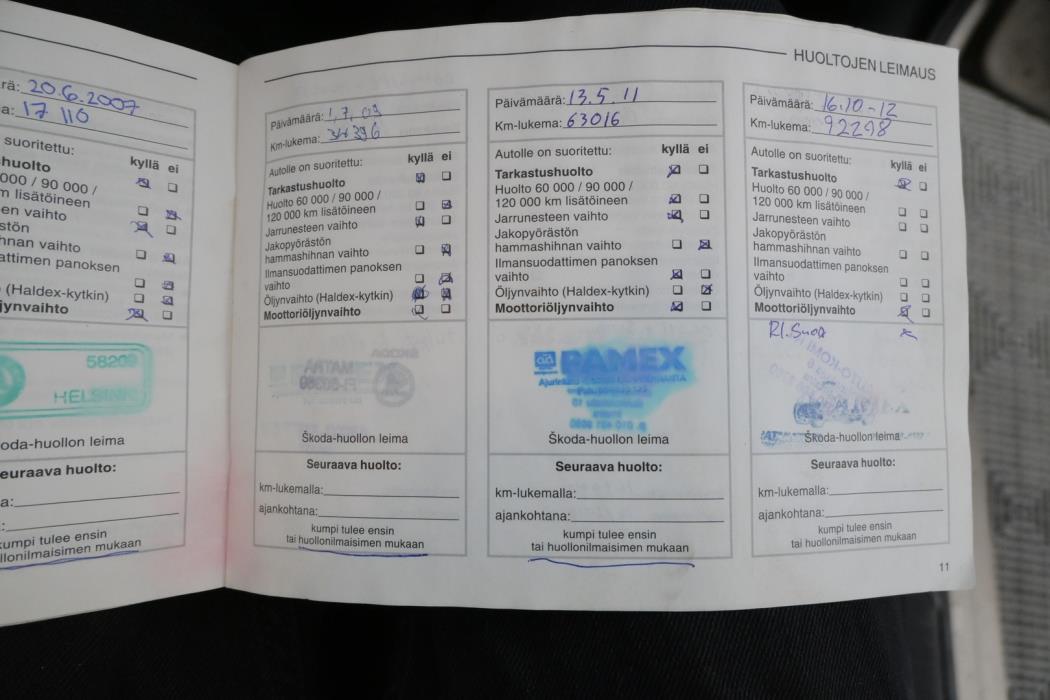 HUOLTOJEN LEIMAUS
rä: 20.6.2007
a: 17 110
suoritettu:
kyllä ei
huolto
000 / 90 000 /
m lisätöineen
en vaihto
stön
hnan vaihto
attimen panoksen
(Haldex-kytkin)
jynvaihto
58209
HELSINKI
koda-huollon leima
euraava huolto:
a:
:
kumpi tulee ensin
llonilmaisimen mukaan
Päivämäärä: 1,7,09
Km-lukema: 34396
Autolle on suoritettu: kyllä ei
Tarkastushuolto
Huolto 60 000 / 90 000 /
120 000 km lisätöineen
Jarrunesteen vaihto
Jakopyörästön
hammashihnan vaihto
Ilmansuodattimen panoksen
vaihto
Öljynvaihto (Haldex-kytkin)
Moottoriöljynvaihto
Škoda-huollon leima
Seuraava huolto:
km-lukemalla:
ajankohtana:
kumpi tulee ensin
tai huollonilmaisimen mukaan
Päivämäärä: 13.5.11
Km-lukema: 63016
Autolle on suoritettu: kyllä ei
Tarkastushuolto
Huolto 60 000 / 90 000 /
120 000 km lisätöineen
Jarrunesteen vaihto
Jakopyörästön
hammashihnan vaihto
Ilmansuodattimen panoksen
vaihto
Öljynvaihto (Haldex-kytkin)
Moottoriöljynvaihto
PAMEX
Škoda-huollon leima
Seuraava huolto:
km-lukemalla:
ajankohtana:
kumpi tulee ensin
tai huollonilmaisimen mukaan
Päivämäärä: 16.10-12
Km-lukema: 92298
Autolle on suoritettu: kyllä ei
Tarkastushuolto
Huolto 60 000 / 90 000 /
120 000 km lisätöineen
Jarrunesteen vaihto
Jakopyörästön
hammashihnan vaihto
Ilmansuodattimen panoksen
vaihto
Öljynvaihto (Haldex-kytkin)
Moottoriöljynvaihto
Škoda-huollon leima
Seuraava huolto:
km-lukemalla:
ajankohtana:
kumpi tulee ensin
tai huollonilmaisimen mukaan
11